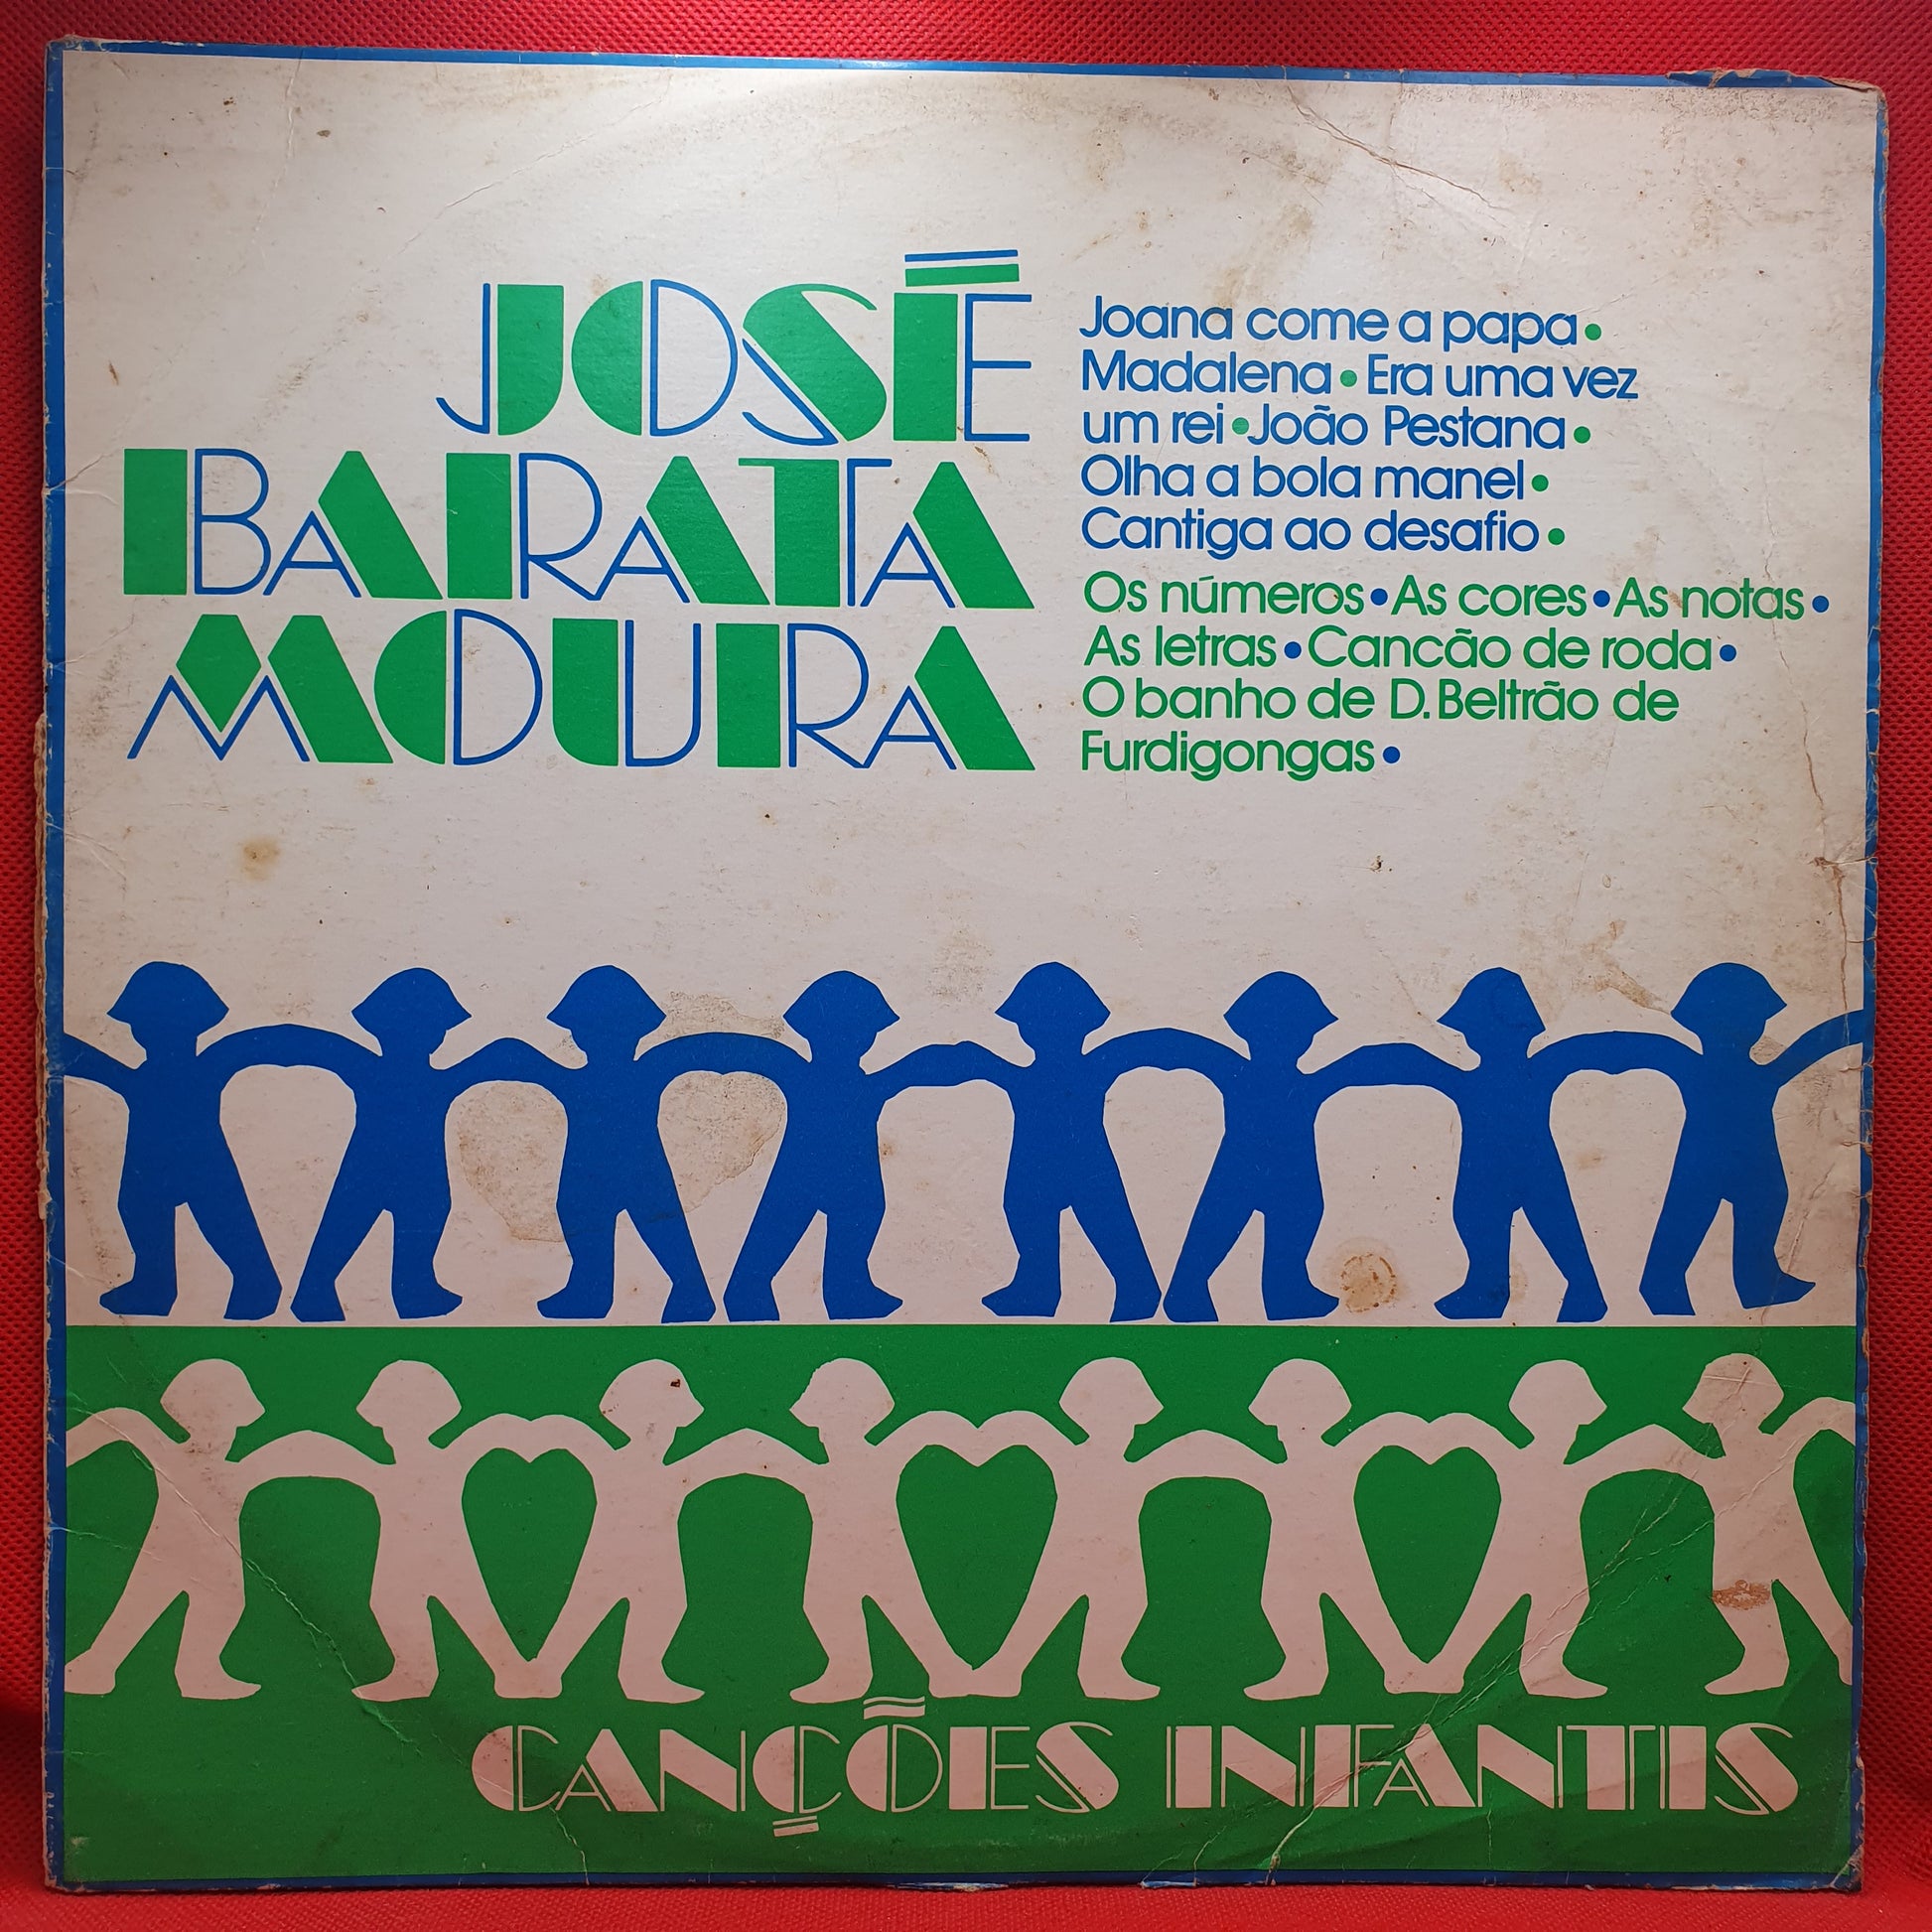 JOSÉ
BARATA
MOURA
Joana come a papa•
Madalena•Era uma vez
um rei•João Pestana•
Olha a bola manel•
Cantiga ao desafio•
Os números•As cores•As notas•
As letras•Cancão de roda•
O banho de D. Beltrão de
Furdigongas•
CANÇÕES INFANTIS